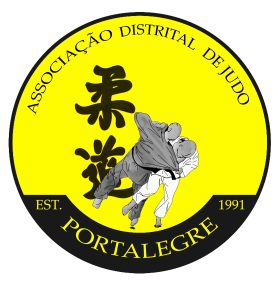 ASSOCIAÇÃO DISTRITAL DE JUDO
柔
道
EST. 1991
PORTALEGRE